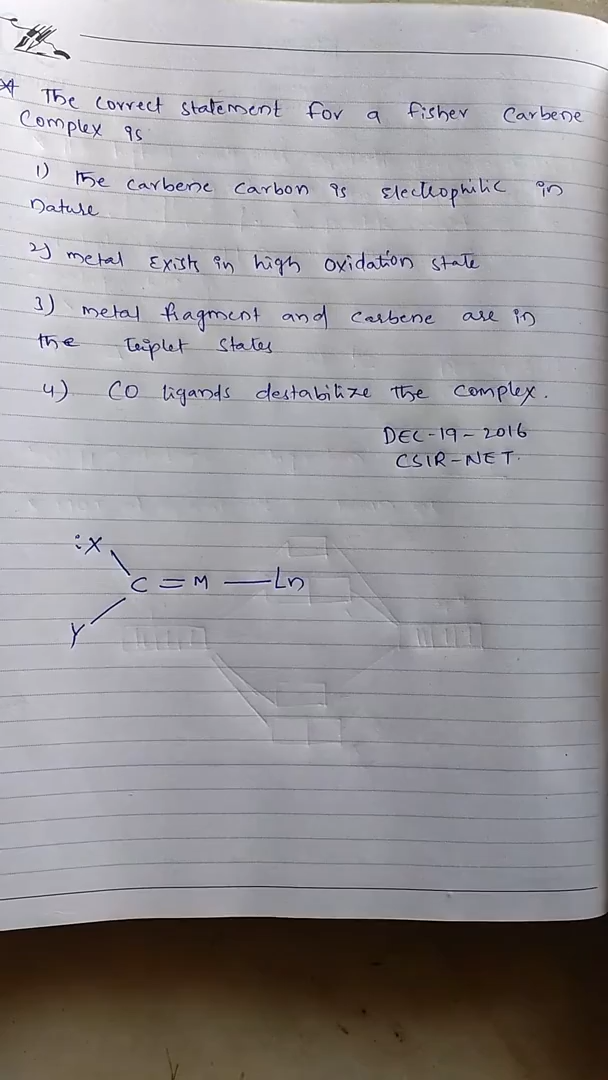 * The correct statement for a fisher carbene
Complex is
1) The carbene carbon is electrophilic in
nature
2) metal exists in high oxidation state
3) metal fragment and carbene are in
the triplet states
4) CO ligands destabilize the complex.
DEC-19-2016
CSIR-NET.
:X
C = M — Ln
Y